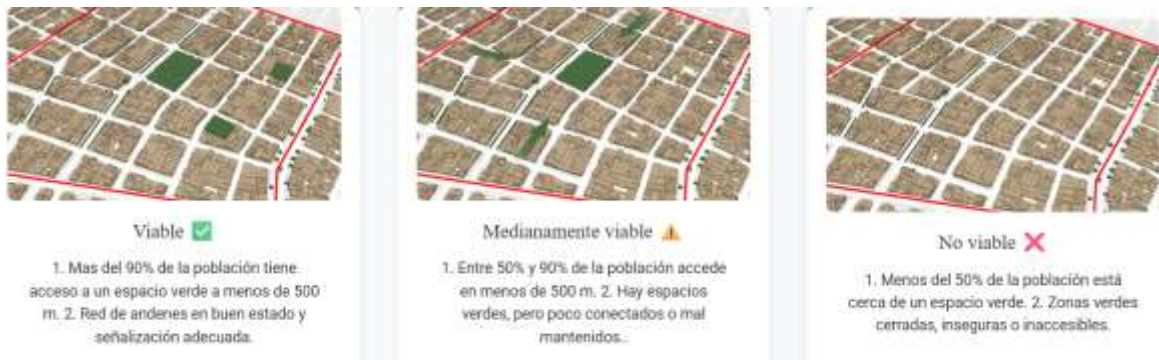 Viable ✅
1. Mas del 90% de la población tiene
acceso a un espacio verde a menos de 500
m. 2. Red de andenes en buen estado y
señalización adecuada.
Medianamente viable ⚠️
1. Entre 50% y 90% de la población accede
en menos de 500 m. 2. Hay espacios
verdes, pero poco conectados o mal
mantenidos..
No viable ❌
1. Menos del 50% de la población está
cerca de un espacio verde. 2. Zonas verdes
cerradas, inseguras o inaccesibles.